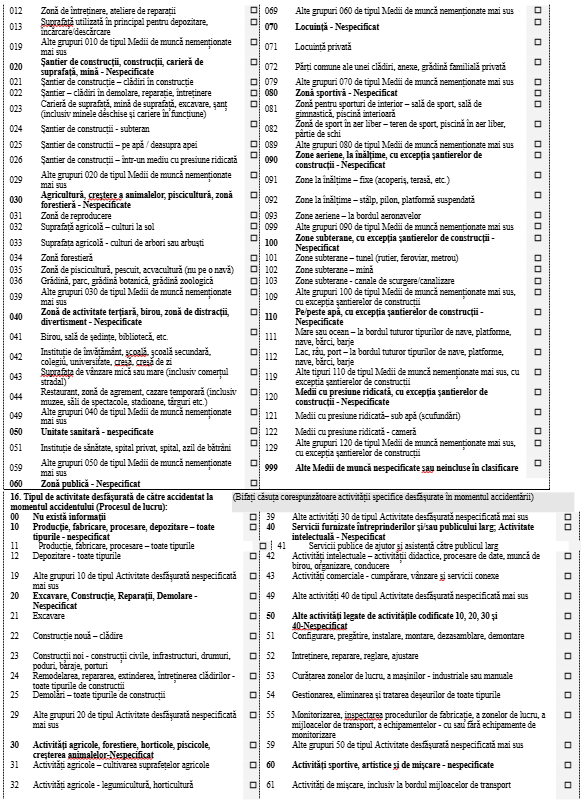 012 Zonă de întreținere, ateliere de reparații ☐
013 Suprafață utilizată în principal pentru depozitare,
încărcare/descărcare ☐
019 Alte grupuri 010 de tipul Medii de muncă nemenționate
mai sus ☐
020 Șantier de construcții, construcții, carieră de
suprafață, mină - Nespecificate ☐
021 Șantier de construcție – clădiri în construcție ☐
022 Șantier de construcție – clădiri în demolare, reparație, întreținere ☐
023 Carieră de suprafață, mină de suprafață, excavare, șanț
(inclusiv minele deschise și cariere în funcțiune) ☐
024 Șantier de construcții - subteran ☐
025 Șantier de construcții – pe apă / deasupra apei ☐
026 Șantier de construcții – într-un mediu cu presiune ridicată ☐
029 Alte grupuri 020 de tipul Medii de muncă nemenționate
mai sus ☐
030 Agricultură, creștere a animalelor, piscicultură, zonă
forestieră - Nespecificate ☐
031 Zonă de reproducere ☐
032 Suprafață agricolă – culturi la sol ☐
033 Suprafață agricolă - culturi de arbori sau arbuști ☐
034 Zonă forestieră ☐
035 Zonă de piscicultură, pescuit, acvacultură (nu pe o navă) ☐
036 Grădină, parc, grădină botanică, grădină zoologică ☐
039 Alte grupuri 030 de tipul Medii de muncă nemenționate
mai sus ☐
040 Zonă de activitate terțiară, birou, zonă de distracții,
divertisment - Nespecificate ☐
041 Birou, sală de ședințe, bibliotecă, etc. ☐
042 Instituție de învățământ, școală, școală secundară,
colegiu, universitate, creșă, creșă de zi ☐
043 Suprafață de vânzare mică sau mare (inclusiv comerțul
stradal) ☐
044 Restaurant, zonă de agrement, cazare temporară (inclusiv
muzee, săli de spectacole, stadioane, târguri etc.) ☐
049 Alte grupuri 040 de tipul Medii de muncă nemenționate
mai sus ☐
050 Unitate sanitară - nespecificate ☐
051 Instituție de sănătate, spital privat, spital, azil de bătrâni ☐
059 Alte grupuri 050 de tipul Medii de muncă nemenționate
mai sus ☐
060 Zonă publică – Nespecificate ☐
069 Alte grupuri 060 de tipul Medii de muncă nemenționate mai sus ☐
070 Locuință - Nespecificat ☐
071 Locuință privată ☐
072 Părți comune ale unei clădiri, anexe, grădină familială privată ☐
079 Alte grupuri 070 de tipul Medii de muncă nemenționate mai sus ☐
080 Zonă sportivă - Nespecificat ☐
081 Zonă pentru sporturi de interior – sală de sport, sală de
gimnastică, piscină interioară ☐
082 Zonă de sport în aer liber – teren de sport, piscină în aer liber,
pârtie de schi ☐
089 Alte grupuri 080 de tipul Medii de muncă nemenționate mai sus ☐
090 Zone aeriene, la înălțime, cu excepția șantierelor de
construcții - Nespecificat ☐
091 Zone la înălțime – fixe (acoperiș, terasă, etc.) ☐
092 Zone la înălțime – stâlp, pilon, platformă suspendată ☐
093 Zone aeriene – la bordul aeronavelor ☐
099 Alte grupuri 090 de tipul Medii de muncă nemenționate mai sus ☐
100 Zone subterane, cu excepția șantierelor de construcții -
Nespecificat ☐
101 Zone subterane – tunel (rutier, feroviar, metrou) ☐
102 Zone subterane – mină ☐
103 Zone subterane - canale de scurgere/canalizare ☐
109 Alte grupuri 100 de tipul Medii de muncă nemenționate mai sus,
cu excepția șantierelor de construcții ☐
110 Pe/peste apă, cu excepția șantierelor de construcții -
Nespecificate ☐
111 Mare sau ocean – la bordul tuturor tipurilor de nave, platforme,
nave, bărci, barje ☐
112 Lac, râu, port – la bordul tuturor tipurilor de nave, platforme,
nave, bărci, barje ☐
119 Alte tipuri 110 de tipul Medii de muncă nemenționate mai sus, cu
excepția șantierelor de construcții ☐
120 Medii cu presiune ridicată, cu excepția șantierelor de
construcții - Nespecificat ☐
121 Medii cu presiune ridicată– sub apă (scufundări) ☐
122 Medii cu presiune ridicată - cameră ☐
129 Alte grupuri 120 de tipul Medii de muncă nemenționate mai sus,
cu excepția șantierelor de construcții ☐
999 Alte Medii de muncă nespecificate sau neincluse în clasificare ☐
16. Tipul de activitate desfășurată de către accidentat la
momentul accidentului (Procesul de lucru):
(Bifați căsuța corespunzătoare activității specifice desfășurate în momentul accidentării)
00 Nu există informații ☐
10 Producție, fabricare, procesare, depozitare – toate
tipurile - nespecificat ☐
11 Producție, fabricare, procesare – toate tipurile ☐
12 Depozitare - toate tipurile ☐
19 Alte grupuri 10 de tipul Activitate desfășurată nespecificată
mai sus ☐
20 Excavare, Construcție, Reparații, Demolare -
Nespecificat ☐
21 Excavare ☐
22 Construcție nouă – clădire ☐
23 Construcții noi - construcții civile, infrastructuri, drumuri,
poduri, baraje, porturi ☐
24 Remodelarea, repararea, extinderea, întreținerea clădirilor -
toate tipurile de construcții ☐
25 Demolări – toate tipurile de construcții ☐
29 Alte grupuri 20 de tipul Activitate desfășurată nespecificată
mai sus ☐
30 Activități agricole, forestiere, horticole, piscicole,
creșterea animalelor-Nespecificat ☐
31 Activități agricole – cultivarea suprafețelor agricole ☐
32 Activități agricole - legumicultură, horticultură ☐
39 Alte activități 30 de tipul Activitate desfășurată nespecificată mai sus ☐
40 Servicii furnizate întreprinderilor și/sau publicului larg; Activitate
intelectuală - Nespecificat ☐
41 Servicii publice de ajutor și asistență către publicul larg ☐
42 Activități intelectuale – activități didactice, procesare de date, muncă de
birou, organizare, conducere ☐
43 Activități comerciale - cumpărare, vânzare și servicii conexe ☐
49 Alte activități 40 de tipul Activitate desfășurată nespecificată mai sus ☐
50 Alte activități legate de activitățile codificate 10, 20, 30 și
40-Nespecificat ☐
51 Configurare, pregătire, instalare, montare, dezasamblare, demontare ☐
52 Întreținere, reparare, reglare, ajustare ☐
53 Curățarea zonelor de lucru, a mașinilor - industriale sau manuale ☐
54 Gestionarea, eliminarea și tratarea deșeurilor de toate tipurile ☐
55 Monitorizarea, inspectarea procedurilor de fabricație, a zonelor de lucru, a
mijloacelor de transport, a echipamentelor - cu sau fără echipamente de
monitorizare ☐
59 Alte grupuri 50 de tipul Activitate desfășurată nespecificată mai sus ☐
60 Activități sportive, artistice și de mișcare - nespecificate ☐
61 Activități de mișcare, inclusiv la bordul mijloacelor de transport ☐